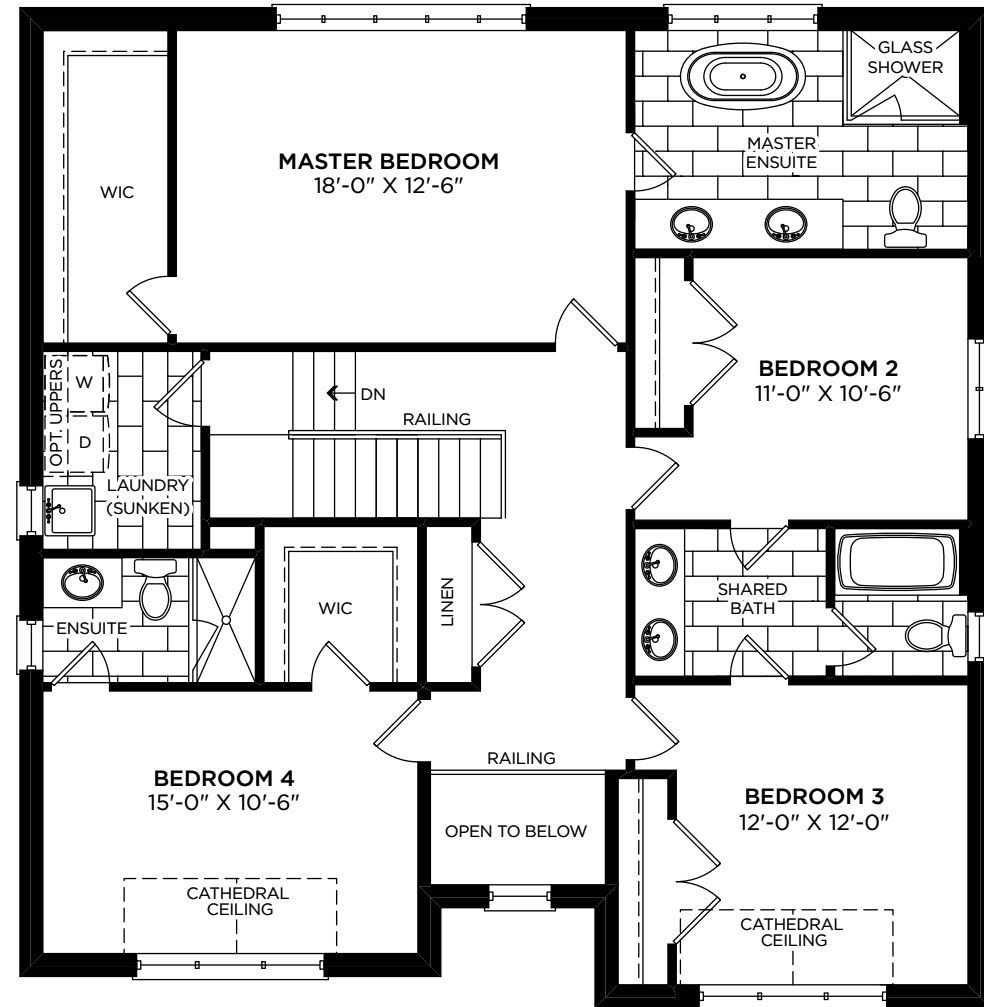 GLASS
SHOWER
MASTER BEDROOM
18'-0" X 12'-6"
MASTER
ENSUITE
WIC
BEDROOM 2
11'-0" X 10'-6"
OPT. UPPERS
W
D
DN
RAILING
LAUNDRY
(SUNKEN)
ENSUITE
WIC
LINEN
SHARED
BATH
RAILING
BEDROOM 4
15'-0" X 10'-6"
BEDROOM 3
12'-0" X 12'-0"
OPEN TO BELOW
CATHEDRAL
CEILING
CATHEDRAL
CEILING